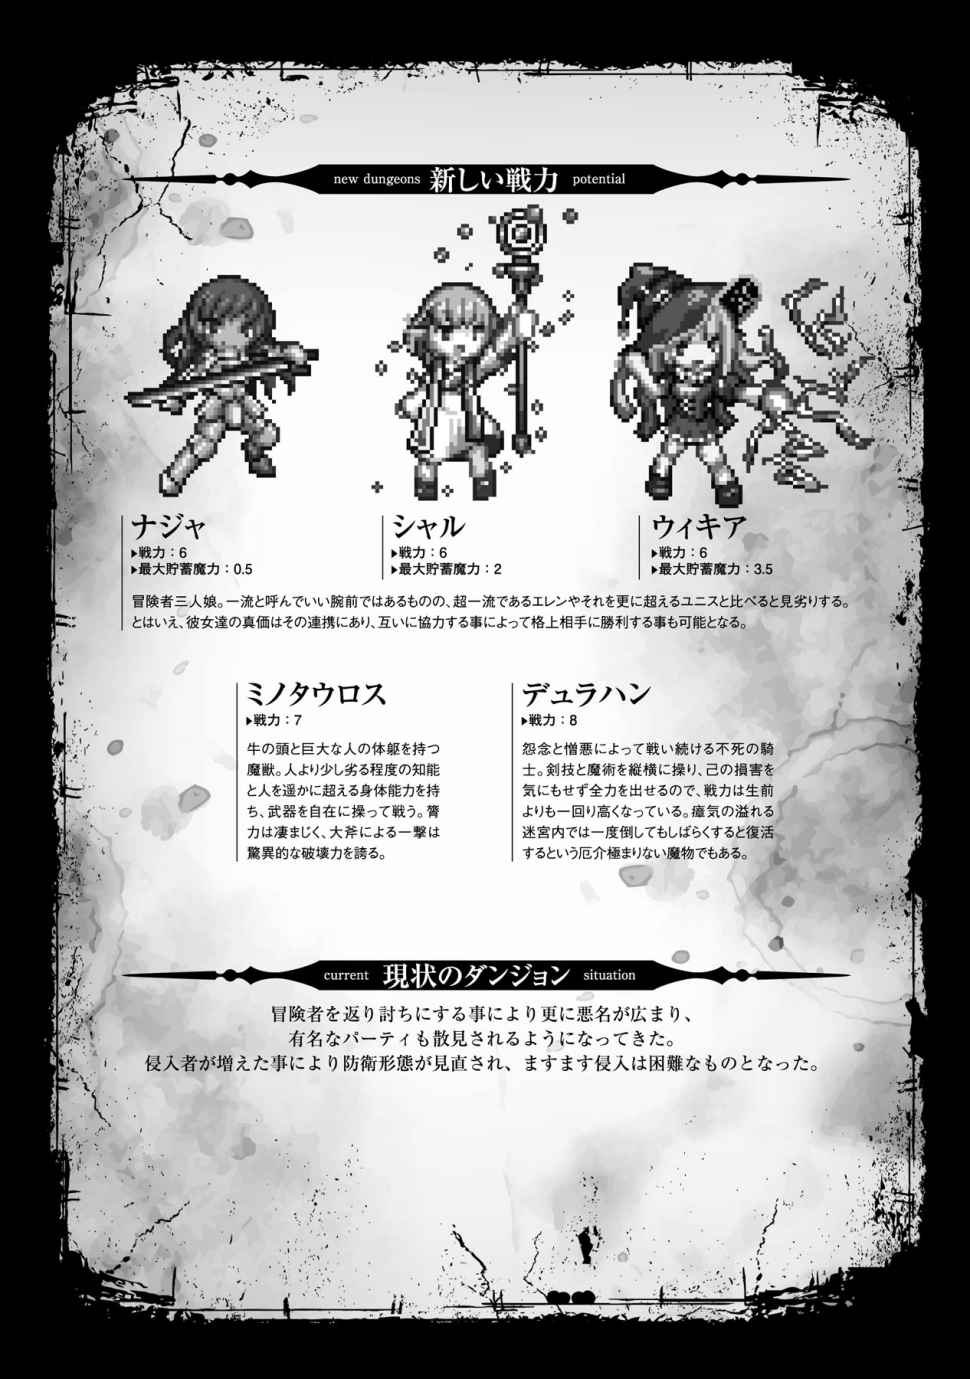 new dungeons 新しい戦力 potential
ナジャ
▶戦力：6
▶最大貯蓄魔力：0.5
シャル
▶戦力：6
▶最大貯蓄魔力：2
ウィキア
▶戦力：6
▶最大貯蓄魔力：3.5
冒険者三人娘。一流と呼んでいい腕前ではあるものの、超一流であるエレンやそれを更に超えるユニスと比べると見劣りする。
とはいえ、彼女達の真価はその連携にあり、互いに協力する事によって格上相手に勝利する事も可能となる。
ミノタウロス
▶戦力：7
牛の頭と巨大な人の体躯を持つ
魔獣。人より少し劣る程度の知能
と人を遥かに超える身体能力を持
ち、武器を自在に操って戦う。膂
力は凄まじく、大斧による一撃は
驚異的な破壊力を誇る。
デュラハン
▶戦力：8
怨念と憎悪によって戦い続ける不死の騎
士。剣技と魔術を縦横に操り、己の損害を
気にもせず全力を出せるので、戦力は生前
よりも一回り高くなっている。瘴気の溢れる
迷宮内では一度倒してもしばらくすると復活
するという厄介極まりない魔物でもある。
current 現状のダンジョン situation
冒険者を返り討ちにする事により更に悪名が広まり、
有名なパーティも散見されるようになってきた。
侵入者が増えた事により防衛形態が見直され、ますます侵入は困難なものとなった。